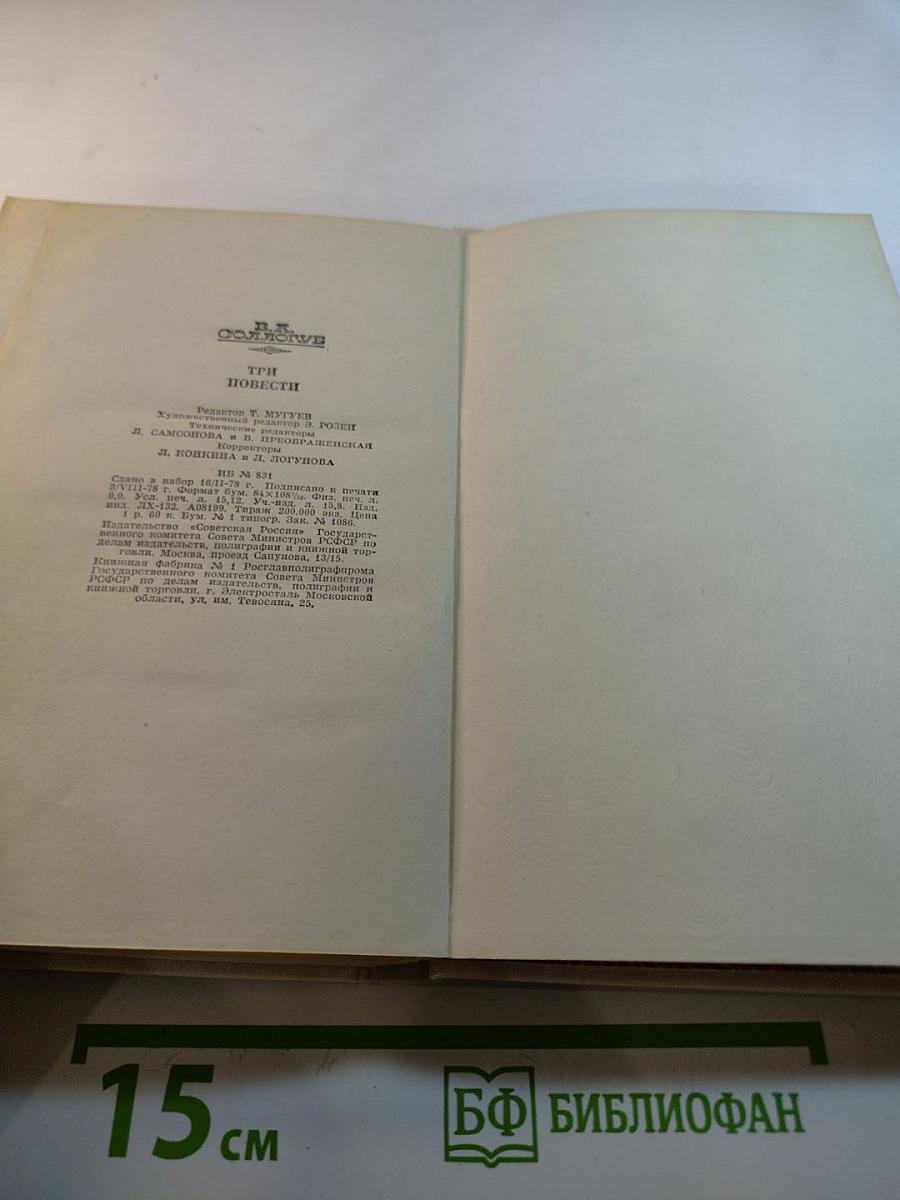 В. А.
СОЛЛОГУБ
ТРИ
ПОВЕСТИ
Редактор Т. МУГУЕВ
Художественный редактор Э. РОЗЕН
Технические редакторы
Л. САМСОНОВА и В. ПРЕОБРАЖЕНСКАЯ
Корректоры
Л. КОНКИНА и Л. ЛОГУНОВА
ИБ № 831
Сдано в набор 16/II-78 г. Подписано к печати
3/VIII-78 г. Формат бум. 84×108¹/₃₂. Физ. печ. л.
9,0. Усл. печ. л. 15,12. Уч.-изд. л. 15,8. Изд.
инд. ЛХ-132. А08199. Тираж 200.000 экз. Цена
1 р. 60 к. Бум. № 1 типогр. Зак. № 1086.
Издательство «Советская Россия» Государст-
венного комитета Совета Министров РСФСР по
делам издательств, полиграфии и книжной тор-
говли. Москва, проезд Сапунова, 13/15.
Книжная фабрика № 1 Росглавполиграфпрома
Государственного комитета Совета Министров
РСФСР по делам издательств, полиграфии и
книжной торговли, г. Электросталь Московской
области, ул. им. Тевосяна, 25.
15 см
БФ БИБЛИОФАН